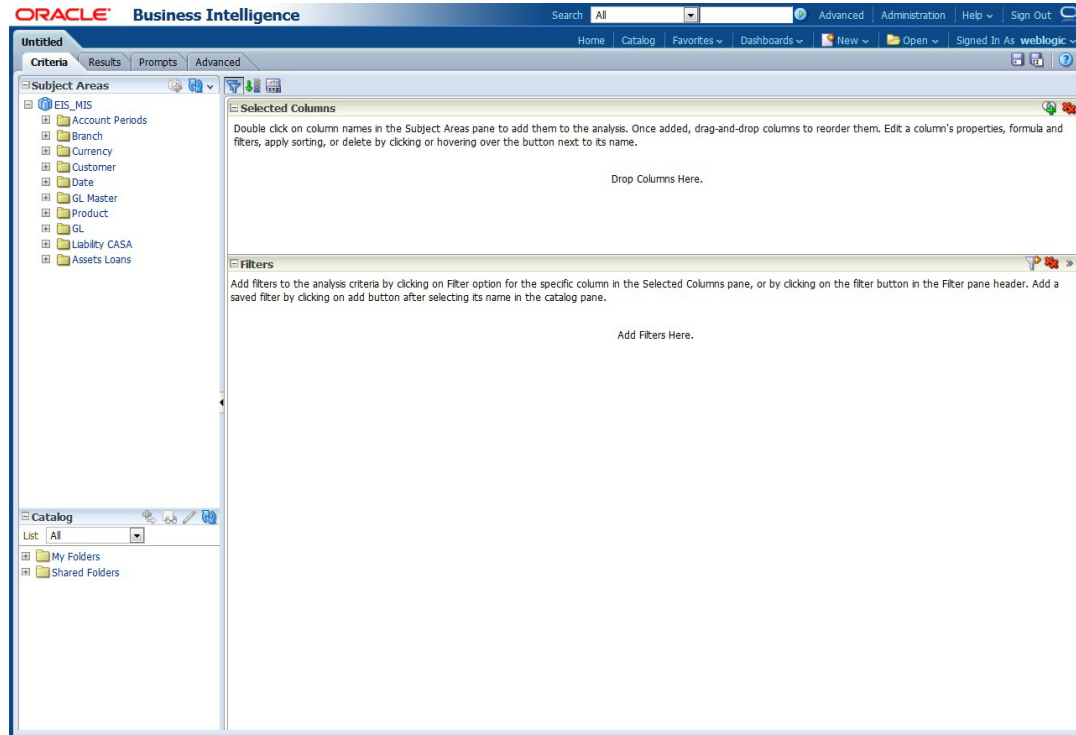 ORACLE Business Intelligence Search All Advanced Administration Help Sign Out
Untitled Home Catalog Favorites Dashboards New Open Signed In As weblogic
Criteria Results Prompts Advanced
Subject Areas
EIS_MIS
Account Periods
Branch
Currency
Customer
Date
GL Master
Product
GL
Liability CASA
Assets Loans
Selected Columns
Double click on column names in the Subject Areas pane to add them to the analysis. Once added, drag-and-drop columns to reorder them. Edit a column's properties, formula and
filters, apply sorting, or delete by clicking or hovering over the button next to its name.
Drop Columns Here.
Filters
Add filters to the analysis criteria by clicking on Filter option for the specific column in the Selected Columns pane, or by clicking on the filter button in the Filter pane header. Add a
saved filter by clicking on add button after selecting its name in the catalog pane.
Add Filters Here.
Catalog
List All
My Folders
Shared Folders